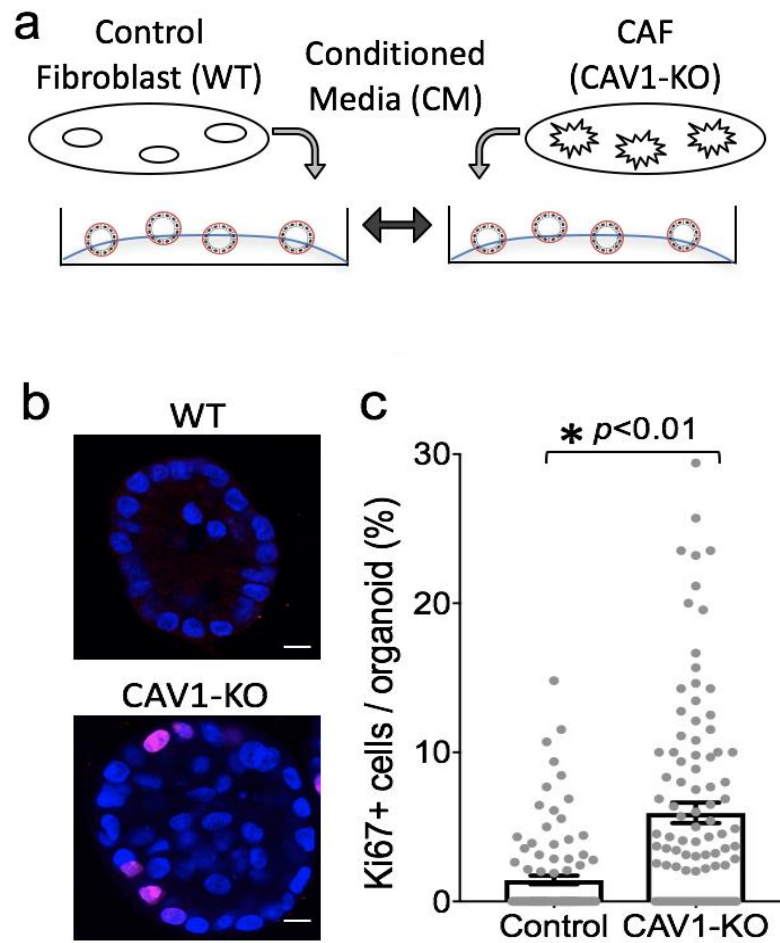 a
Control
Fibroblast (WT)
Conditioned
Media (CM)
CAF
(CAV1-KO)
b
WT
CAV1-KO
c
* p<0.01
Ki67+ cells / organoid (%)
30
20
10
0
Control
CAV1-KO